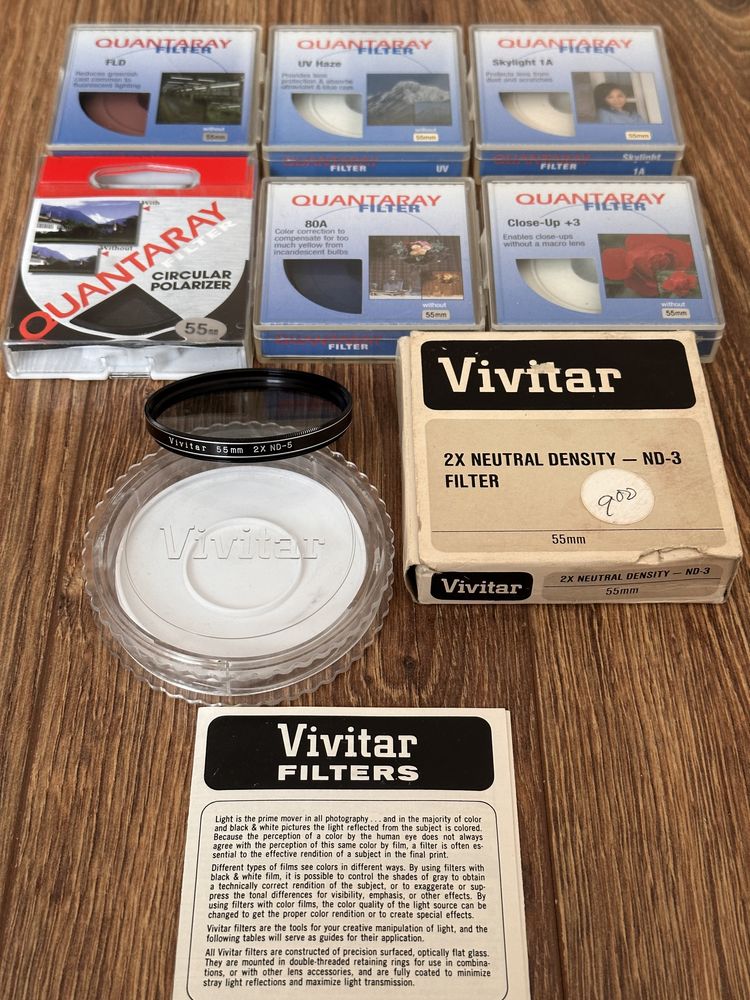 QUANTARAY
FILTER
FLD
Reduces greenish
cast common to
fluorescent lighting
without
55mm
QUANTARAY
FILTER
UV Haze
Provides lens
protection & absorbs
ultraviolet & blue rays
without
55mm
FILTER
UV
QUANTARAY
FILTER
Skylight 1A
Protects lens from
dust and scratches
55mm
FILTER
Skylight
1A
With
Without
QUANTARAY
FILTER
CIRCULAR
POLARIZER
55mm
QUANTARAY
FILTER
80A
Color correction to
compensate for too
much yellow from
incandescent bulbs
without
55mm
FILTER
QUANTARAY
FILTER
Close-Up +3
Enables close-ups
without a macro lens
without
55mm
Vivitar 55mm 2X ND-5
Vivitar
Vivitar
2X NEUTRAL DENSITY — ND-3
FILTER
9.00
55mm
Vivitar
2X NEUTRAL DENSITY — ND-3
55mm
Vivitar
FILTERS
Light is the prime mover in all photography . . . and in the majority of color
and black & white pictures the light reflected from the subject is colored.
Because the perception of a color by the human eye does not always
agree with the perception of this same color by film, a filter is often es-
sential to the effective rendition of a subject in the final print.
Different types of films see colors in different ways. By using filters with
black & white film, it is possible to control the shades of gray to obtain
a technically correct rendition of the subject, or to exaggerate or sup-
press the tonal differences for visibility, emphasis, or other effects. By
using filters with color films, the color quality of the light source can be
changed to get the proper color rendition or to create special effects.
Vivitar filters are the tools for your creative manipulation of light, and the
following tables will serve as guides for their application.
All Vivitar filters are constructed of precision surfaced, optically flat glass.
They are mounted in double-threaded retaining rings for use in combina-
tions, or with other lens accessories, and are fully coated to minimize
stray light reflections and maximize light transmission.